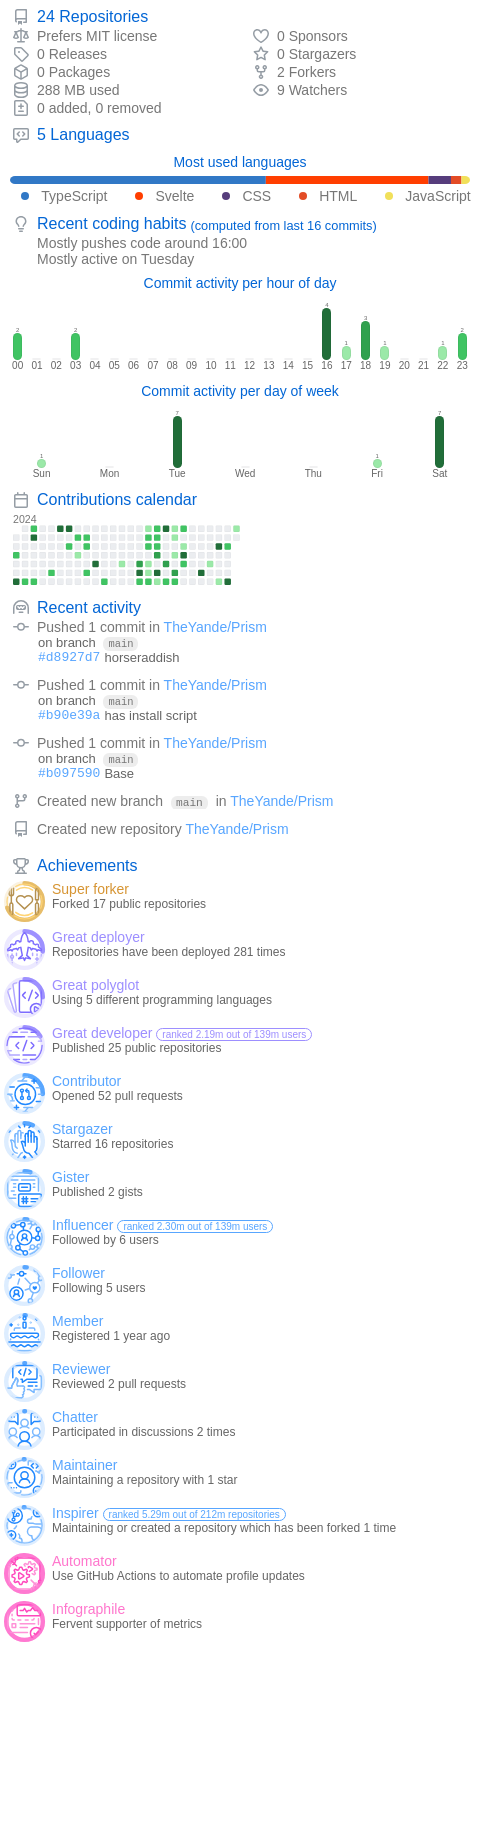 24 Repositories
Prefers MIT license
0 Sponsors
0 Releases
0 Stargazers
0 Packages
2 Forkers
288 MB used
9 Watchers
0 added, 0 removed
5 Languages
Most used languages
TypeScript Svelte CSS HTML JavaScript
Recent coding habits (computed from last 16 commits)
Mostly pushes code around 16:00
Mostly active on Tuesday
Commit activity per hour of day
2 2 4 1 3 1 1 2
00 01 02 03 04 05 06 07 08 09 10 11 12 13 14 15 16 17 18 19 20 21 22 23
Commit activity per day of week
1 7 1 7
Sun Mon Tue Wed Thu Fri Sat
Contributions calendar
2024
Recent activity
Pushed 1 commit in TheYande/Prism
on branch main
#d8927d7 horseraddish
Pushed 1 commit in TheYande/Prism
on branch main
#b90e39a has install script
Pushed 1 commit in TheYande/Prism
on branch main
#b097590 Base
Created new branch main in TheYande/Prism
Created new repository TheYande/Prism
Achievements
Super forker
Forked 17 public repositories
Great deployer
Repositories have been deployed 281 times
Great polyglot
Using 5 different programming languages
Great developer ranked 2.19m out of 139m users
Published 25 public repositories
Contributor
Opened 52 pull requests
Stargazer
Starred 16 repositories
Gister
Published 2 gists
Influencer ranked 2.30m out of 139m users
Followed by 6 users
Follower
Following 5 users
Member
Registered 1 year ago
Reviewer
Reviewed 2 pull requests
Chatter
Participated in discussions 2 times
Maintainer
Maintaining a repository with 1 star
Inspirer ranked 5.29m out of 212m repositories
Maintaining or created a repository which has been forked 1 time
Automator
Use GitHub Actions to automate profile updates
Infographile
Fervent supporter of metrics